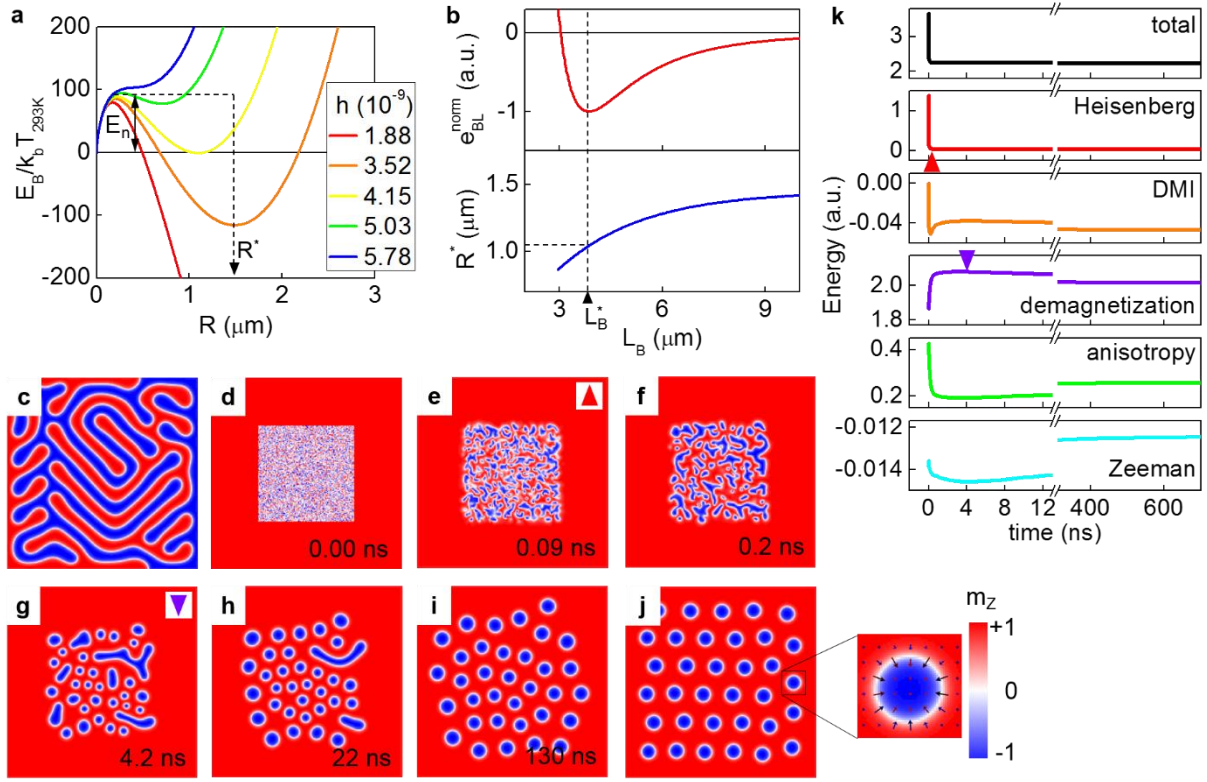 a
200
100
0
-100
-200
E_B/k_b T_293K
E_n
R*
0 1 2 3
R (μm)
h (10^-9)
1.88
3.52
4.15
5.03
5.78
b
0
-1
e_BL^norm (a.u.)
1.5
1.0
R* (μm)
3 6 9
L_B*
L_B (μm)
k
total
3
2
Heisenberg
1
0
DMI
0.00
-0.04
Energy (a.u.)
demagnetization
2.0
1.8
anisotropy
0.4
0.2
Zeeman
-0.012
-0.014
0 4 8 12 400 600
time (ns)
c
d
0.00 ns
e
0.09 ns
f
0.2 ns
g
4.2 ns
h
22 ns
i
130 ns
j
m_Z
+1
0
-1